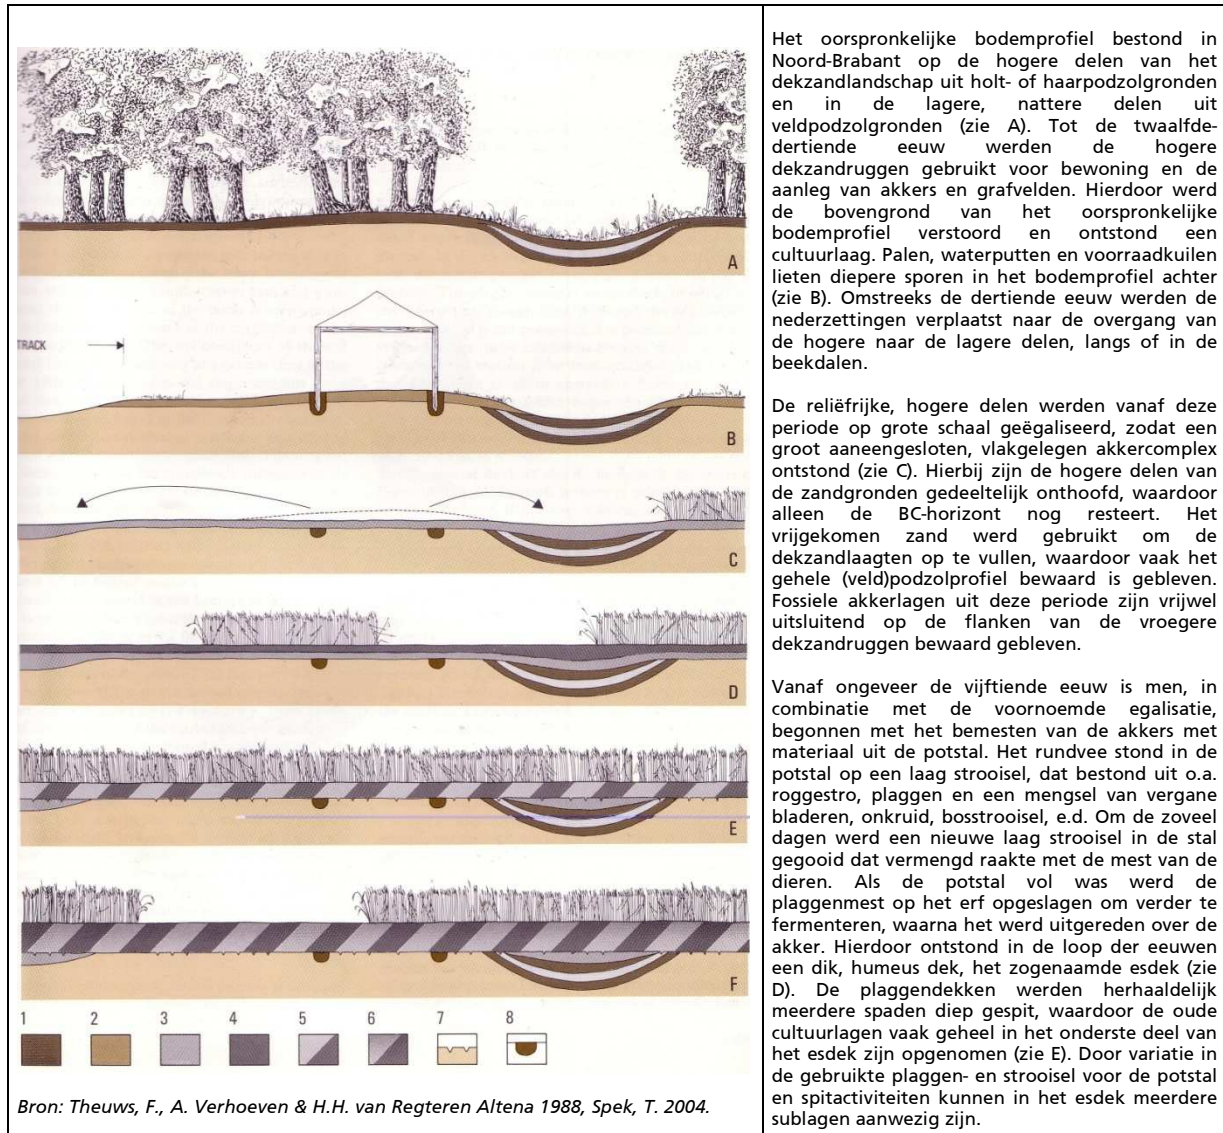 TRACK
A
B
C
D
E
F
1 2 3 4 5 6 7 8
Bron: Theuws, F., A. Verhoeven & H.H. van Regteren Altena 1988, Spek, T. 2004.
Het oorspronkelijke bodemprofiel bestond in
Noord-Brabant op de hogere delen van het
dekzandlandschap uit holt- of haarpodzolgronden
en in de lagere, nattere delen uit
veldpodzolgronden (zie A). Tot de twaalfde-
dertiende eeuw werden de hogere
dekzandruggen gebruikt voor bewoning en de
aanleg van akkers en grafvelden. Hierdoor werd
de bovengrond van het oorspronkelijke
bodemprofiel verstoord en ontstond een
cultuurlaag. Palen, waterputten en voorraadkuilen
lieten diepere sporen in het bodemprofiel achter
(zie B). Omstreeks de dertiende eeuw werden de
nederzettingen verplaatst naar de overgang van
de hogere naar de lagere delen, langs of in de
beekdalen.
De reliëfrijke, hogere delen werden vanaf deze
periode op grote schaal geëgaliseerd, zodat een
groot aaneengesloten, vlakgelegen akkercomplex
ontstond (zie C). Hierbij zijn de hogere delen van
de zandgronden gedeeltelijk onthoofd, waardoor
alleen de BC-horizont nog resteert. Het
vrijgekomen zand werd gebruikt om de
dekzandlaagten op te vullen, waardoor vaak het
gehele (veld)podzolprofiel bewaard is gebleven.
Fossiele akkerlagen uit deze periode zijn vrijwel
uitsluitend op de flanken van de vroegere
dekzandruggen bewaard gebleven.
Vanaf ongeveer de vijftiende eeuw is men, in
combinatie met de voornoemde egalisatie,
begonnen met het bemesten van de akkers met
materiaal uit de potstal. Het rundvee stond in de
potstal op een laag strooisel, dat bestond uit o.a.
roggestro, plaggen en een mengsel van vergane
bladeren, onkruid, bosstrooisel, e.d. Om de zoveel
dagen werd een nieuwe laag strooisel in de stal
gegooid dat vermengd raakte met de mest van de
dieren. Als de potstal vol was werd de
plaggenmest op het erf opgeslagen om verder te
fermenteren, waarna het werd uitgereden over de
akker. Hierdoor ontstond in de loop der eeuwen
een dik, humeus dek, het zogenaamde esdek (zie
D). De plaggendekken werden herhaaldelijk
meerdere spaden diep gespit, waardoor de oude
cultuurlagen vaak geheel in het onderste deel van
het esdek zijn opgenomen (zie E). Door variatie in
de gebruikte plaggen- en strooisel voor de potstal
en spitactiviteiten kunnen in het esdek meerdere
sublagen aanwezig zijn.